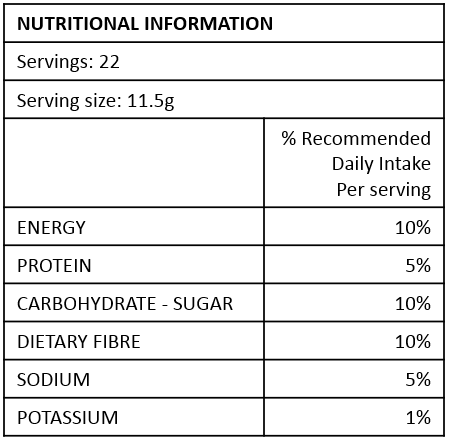 NUTRITIONAL INFORMATION
Servings: 22
Serving size: 11.5g
% Recommended
Daily Intake
Per serving
ENERGY 10%
PROTEIN 5%
CARBOHYDRATE - SUGAR 10%
DIETARY FIBRE 10%
SODIUM 5%
POTASSIUM 1%